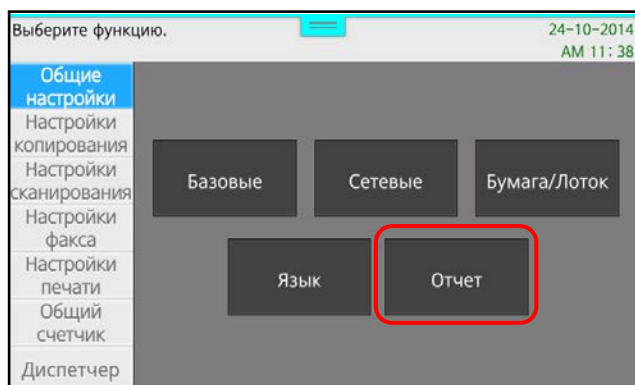 Выберите функцию.
24-10-2014
AM 11:38
Общие
настройки
Настройки
копирования
Настройки
сканирования
Настройки
факса
Настройки
печати
Общий
счетчик
Диспетчер
Базовые
Сетевые
Бумага/Лоток
Язык
Отчет